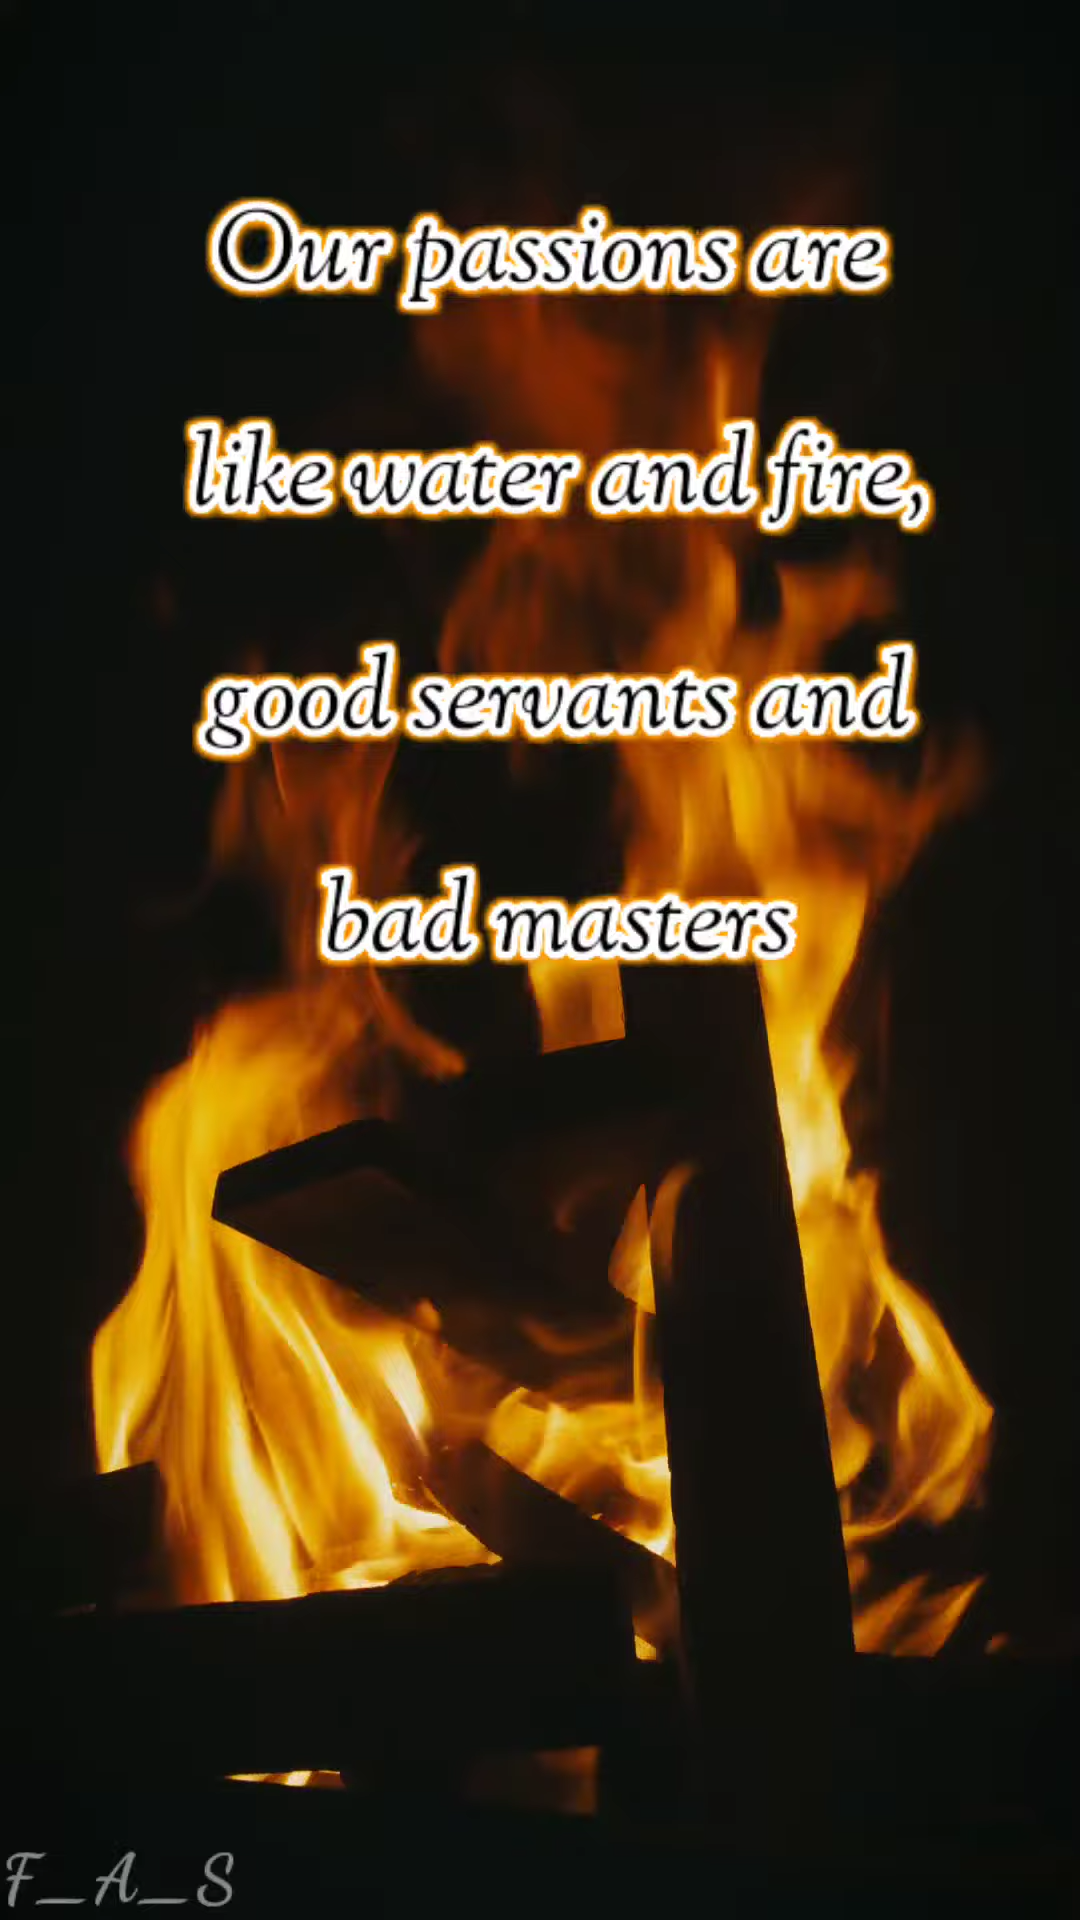 Our passions are
like water and fire,
good servants and
bad masters
F_A_S